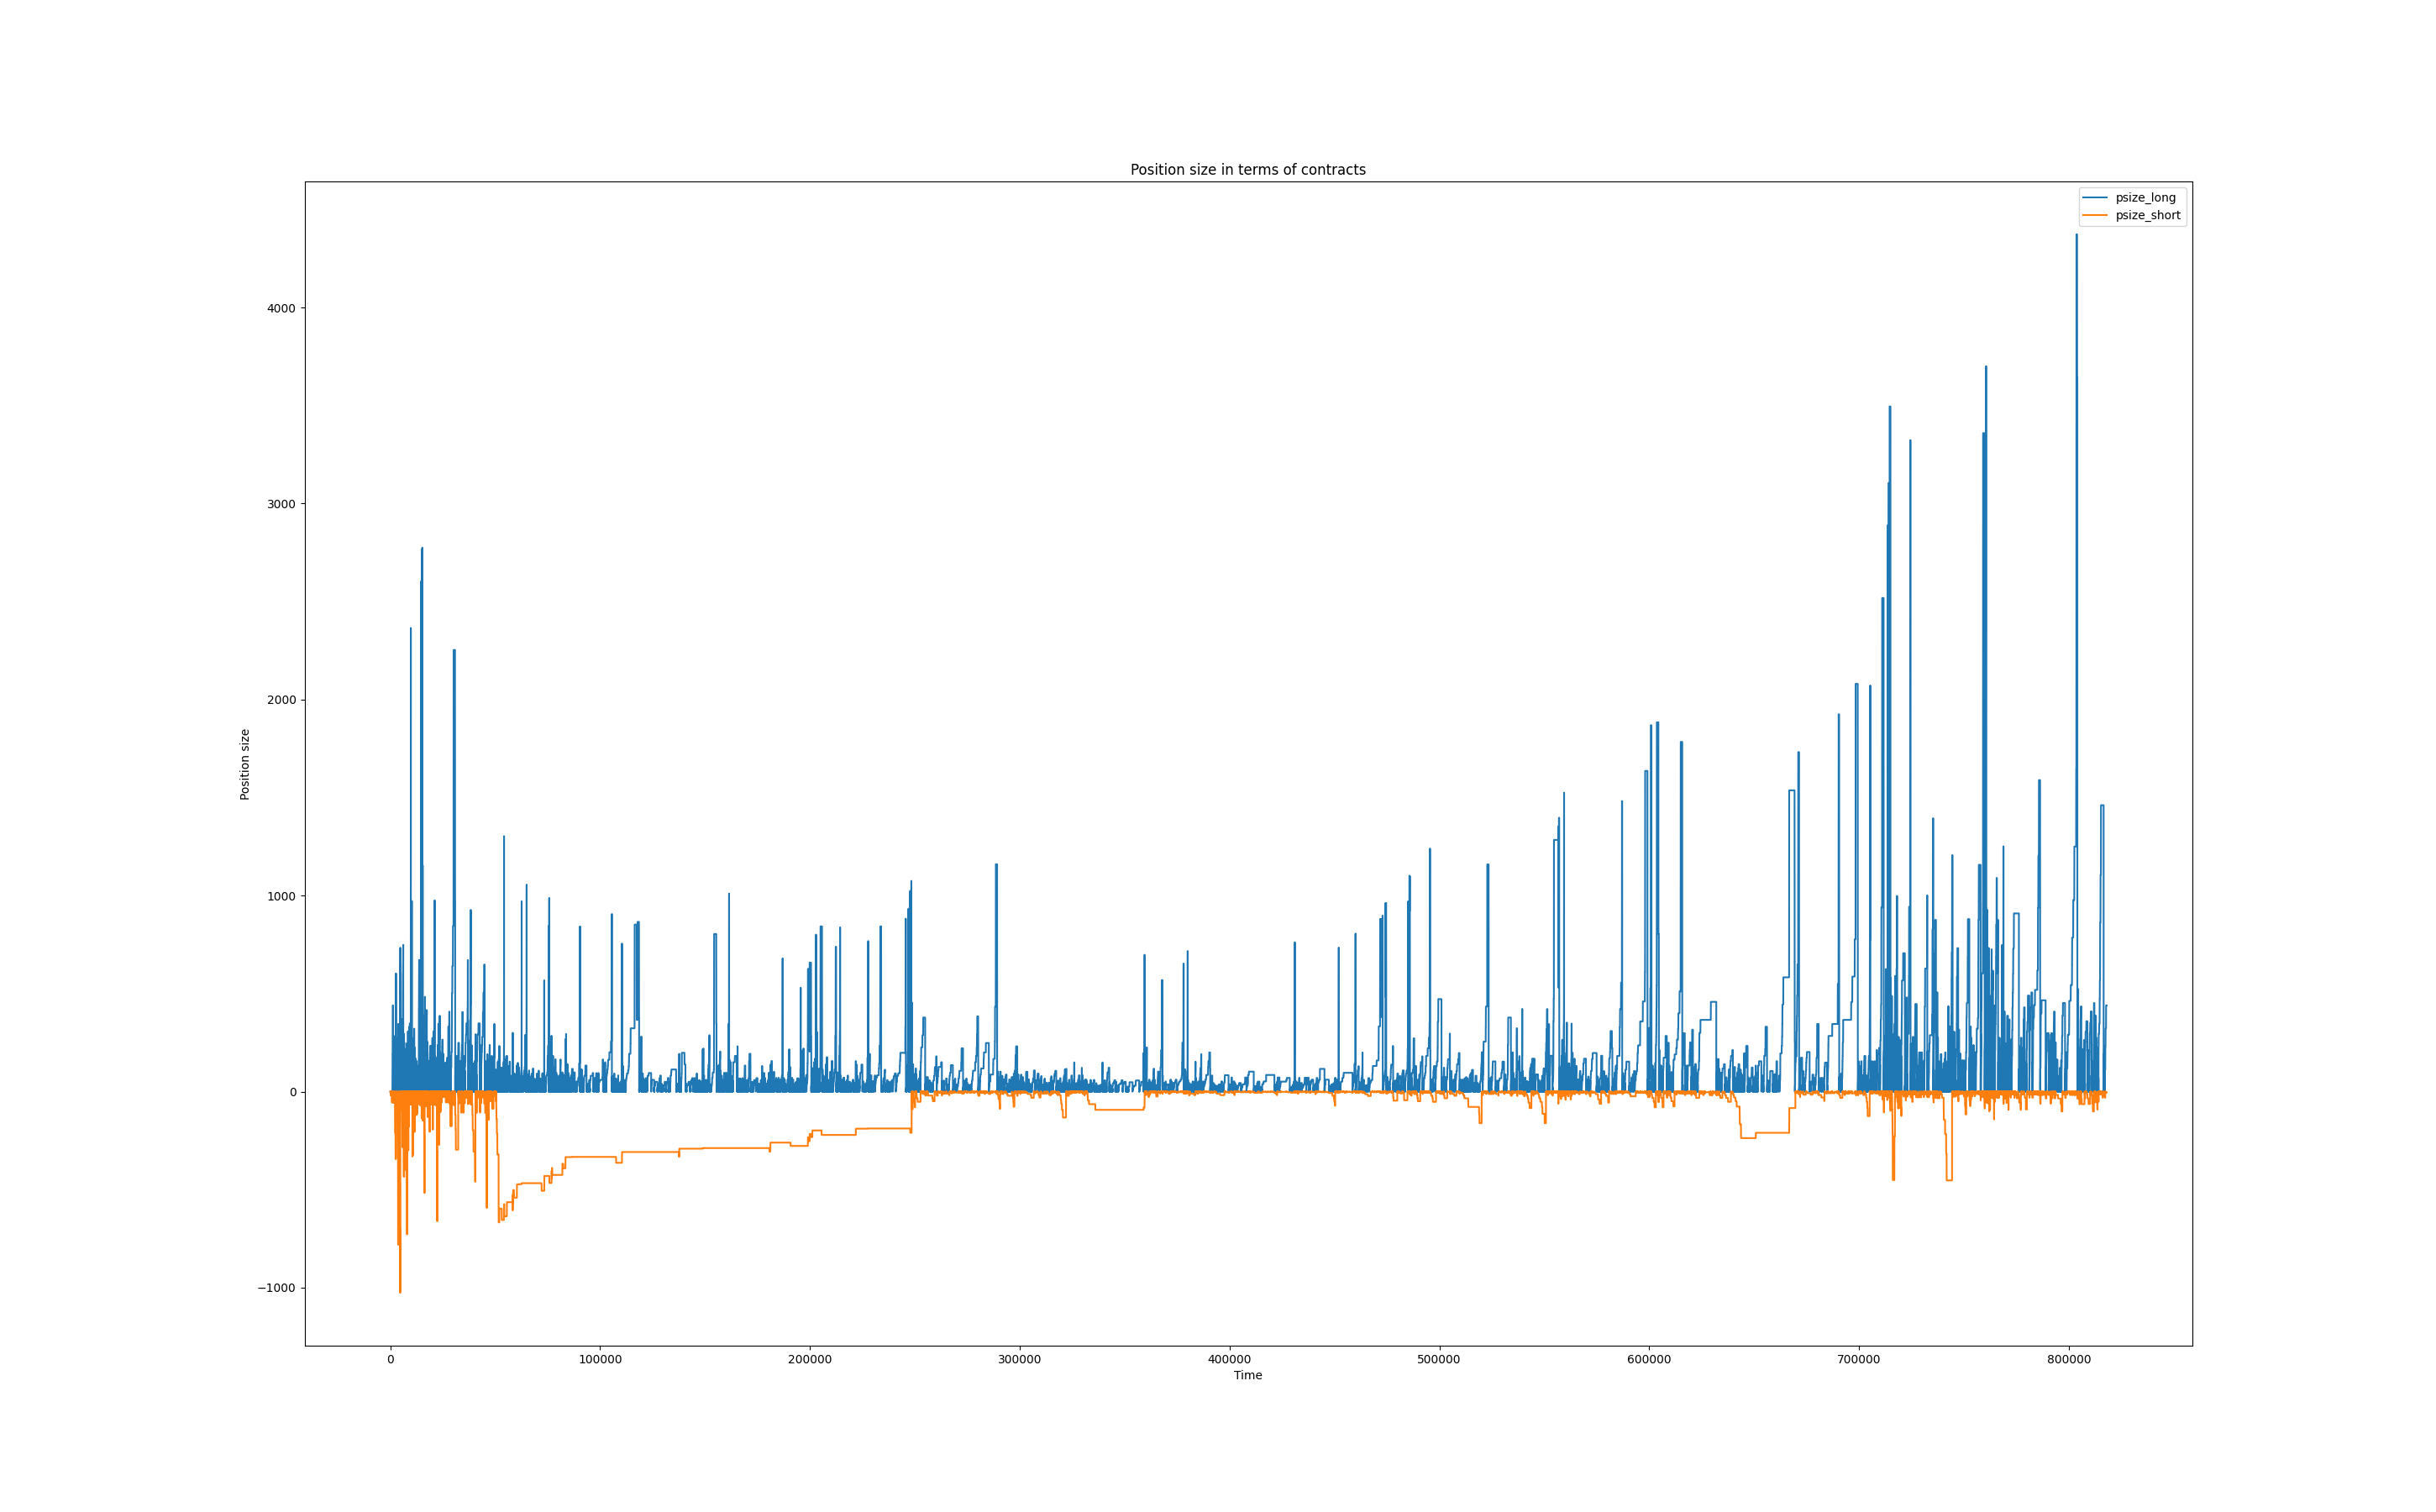 Position size in terms of contracts
psize_long
psize_short
4000
3000
2000
1000
0
−1000
Position size
0 100000 200000 300000 400000 500000 600000 700000 800000
Time